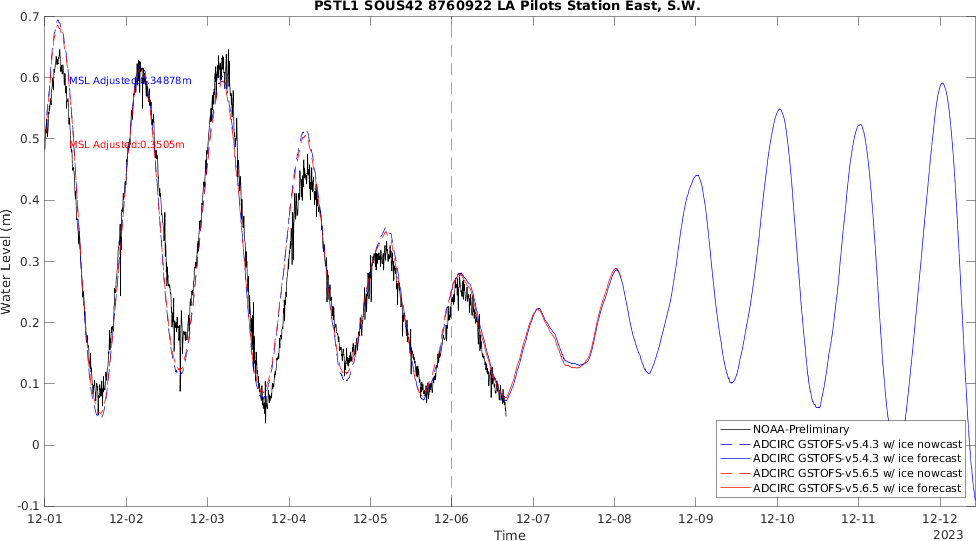 PSTL1 SOUS42 8760922 LA Pilots Station East, S.W.
0.7
0.6
0.5
0.4
0.3
0.2
0.1
0
-0.1
Water Level (m)
MSL Adjusted:0.34878m
MSL Adjusted:0.3505m
NOAA-Preliminary
ADCIRC GSTOFS-v5.4.3 w/ ice nowcast
ADCIRC GSTOFS-v5.4.3 w/ ice forecast
ADCIRC GSTOFS-v5.6.5 w/ ice nowcast
ADCIRC GSTOFS-v5.6.5 w/ ice forecast
12-01 12-02 12-03 12-04 12-05 12-06 12-07 12-08 12-09 12-10 12-11 12-12
Time
2023